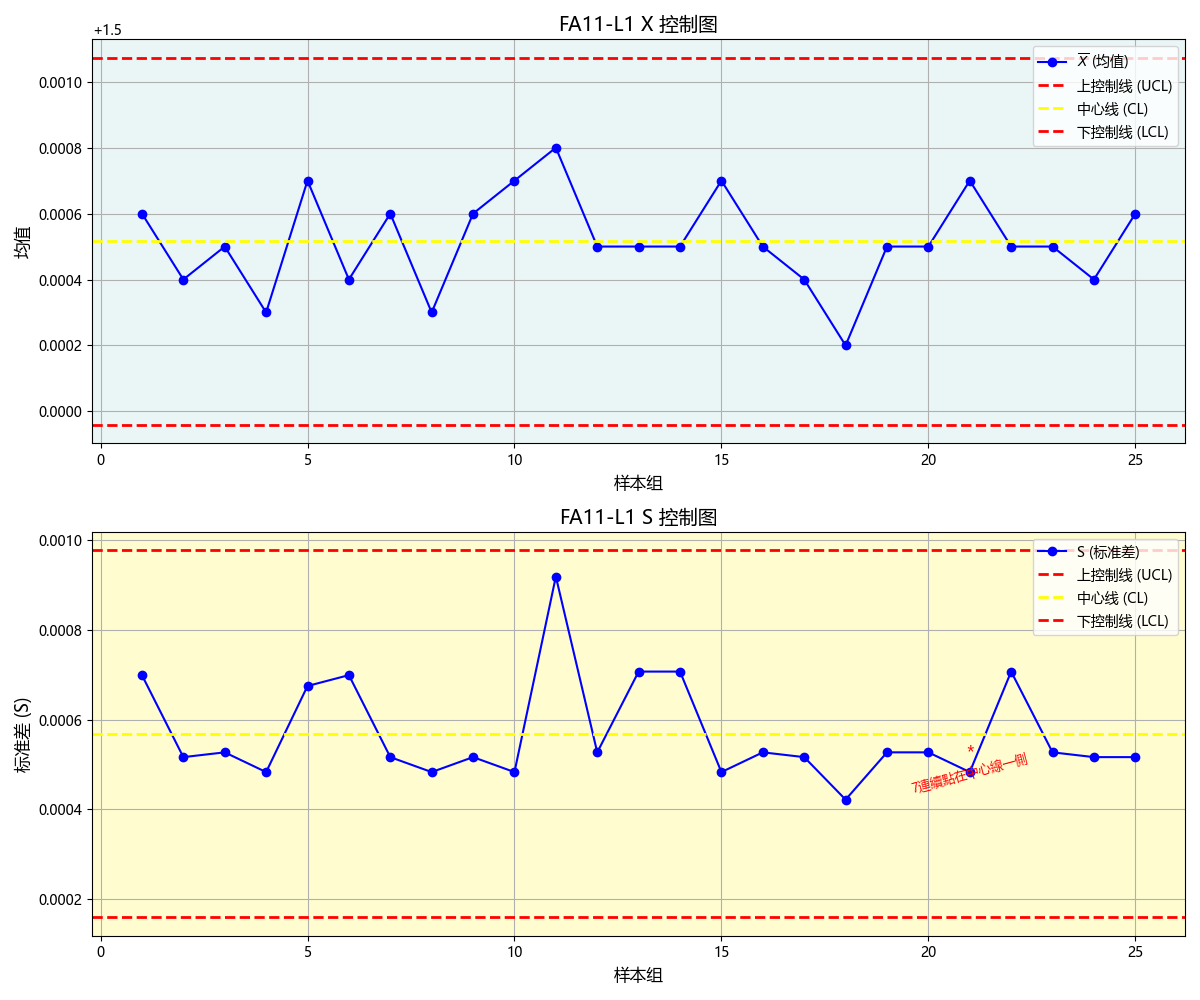 FA11-L1 X 控制图
+1.5
0.0010
0.0008
0.0006
0.0004
0.0002
0.0000
均值
X (均值)
上控制线 (UCL)
中心线 (CL)
下控制线 (LCL)
0
5
10
15
20
25
样本组
FA11-L1 S 控制图
0.0010
0.0008
0.0006
0.0004
0.0002
标准差 (S)
S (标准差)
上控制线 (UCL)
中心线 (CL)
下控制线 (LCL)
*
7連續點在中心線一側
0
5
10
15
20
25
样本组